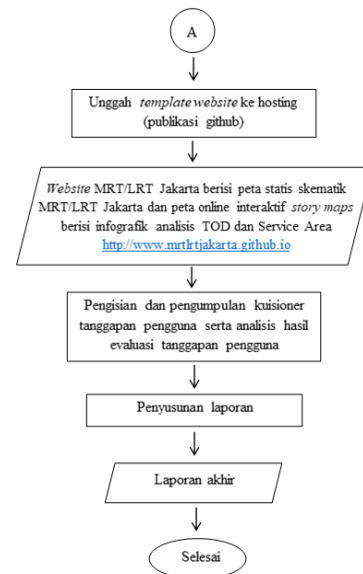 A
Unggah template website ke hosting
(publikasi github)
Website MRT/LRT Jakarta berisi peta statis skematik
MRT/LRT Jakarta dan peta online interaktif story maps
berisi infografik analisis TOD dan Service Area
http://www.mrtlrtjakarta.github.io
Pengisian dan pengumpulan kuisioner
tanggapan pengguna serta analisis hasil
evaluasi tanggapan pengguna
Penyusunan laporan
Laporan akhir
Selesai